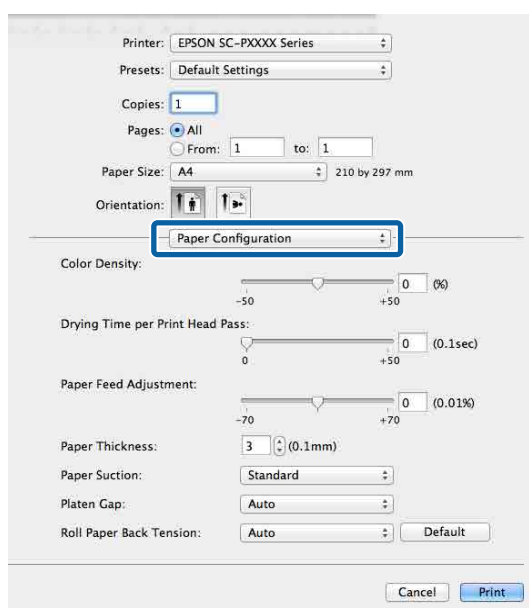 Printer: EPSON SC-PXXXX Series
Presets: Default Settings
Copies: 1
Pages: All
From: 1 to: 1
Paper Size: A4 210 by 297 mm
Orientation:
Paper Configuration
Color Density:
0 (%)
-50 +50
Drying Time per Print Head Pass:
0 (0.1sec)
0 +50
Paper Feed Adjustment:
0 (0.01%)
-70 +70
Paper Thickness: 3 (0.1mm)
Paper Suction: Standard
Platen Gap: Auto
Roll Paper Back Tension: Auto Default
Cancel Print